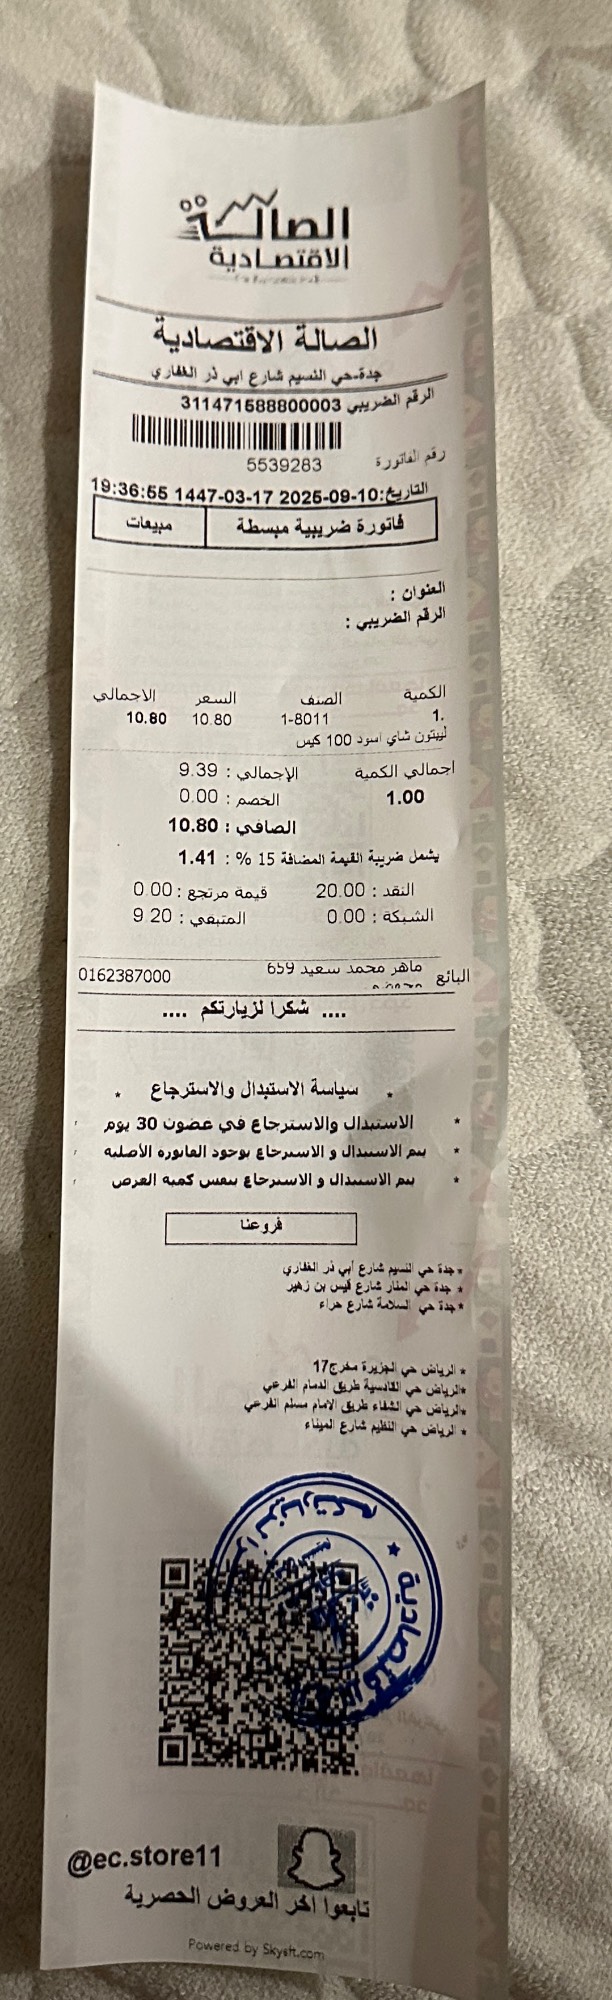 الصالة
الاقتصادية
الصالة الاقتصادية
جدة-حي النسيم شارع ابي ذر الغفاري
الرقم الضريبي 311471588800003
رقم الفاتورة 5539283
التاريخ:10-09-2025 17-03-1447 19:36:55
فاتورة ضريبية مبسطة مبيعات
العنوان :
الرقم الضريبي :
الكمية الصنف السعر الاجمالي
1. 1-8011 10.80 10.80
ليبتون شاي اسود 100 كيس
اجمالي الكمية الإجمالي : 9.39
1.00 الخصم : 0.00
الصافي : 10.80
يشمل ضريبة القيمة المضافة 15 % : 1.41
النقد : 20.00 قيمة مرتجع : 0.00
الشبكة : 0.00 المتبقي : 9.20
البائع ماهر محمد سعيد 659 0162387000
.... شكرا لزيارتكم ....
* سياسة الاستبدال والاسترجاع *
* الاستبدال والاسترجاع في غضون 30 يوم
* يتم الاستبدال و الاسترجاع بوجود الفاتورة الأصلية
* يتم الاستبدال و الاسترجاع بنفس كمية العرض
فروعنا
*جدة حي النسيم شارع أبي ذر الغفاري
* جدة حي المنار شارع قيس بن زهير
*جدة حي السلامة شارع حراء
* الرياض حي الجزيرة مخرج17
*الرياض حي القادسية طريق الدمام الفرعي
*الرياض حي الشفاء طريق الامام مسلم الفرعي
* الرياض حي النظيم شارع الميناء
@ec.store11
تابعوا اخر العروض الحصرية
Powered by Skysft.com